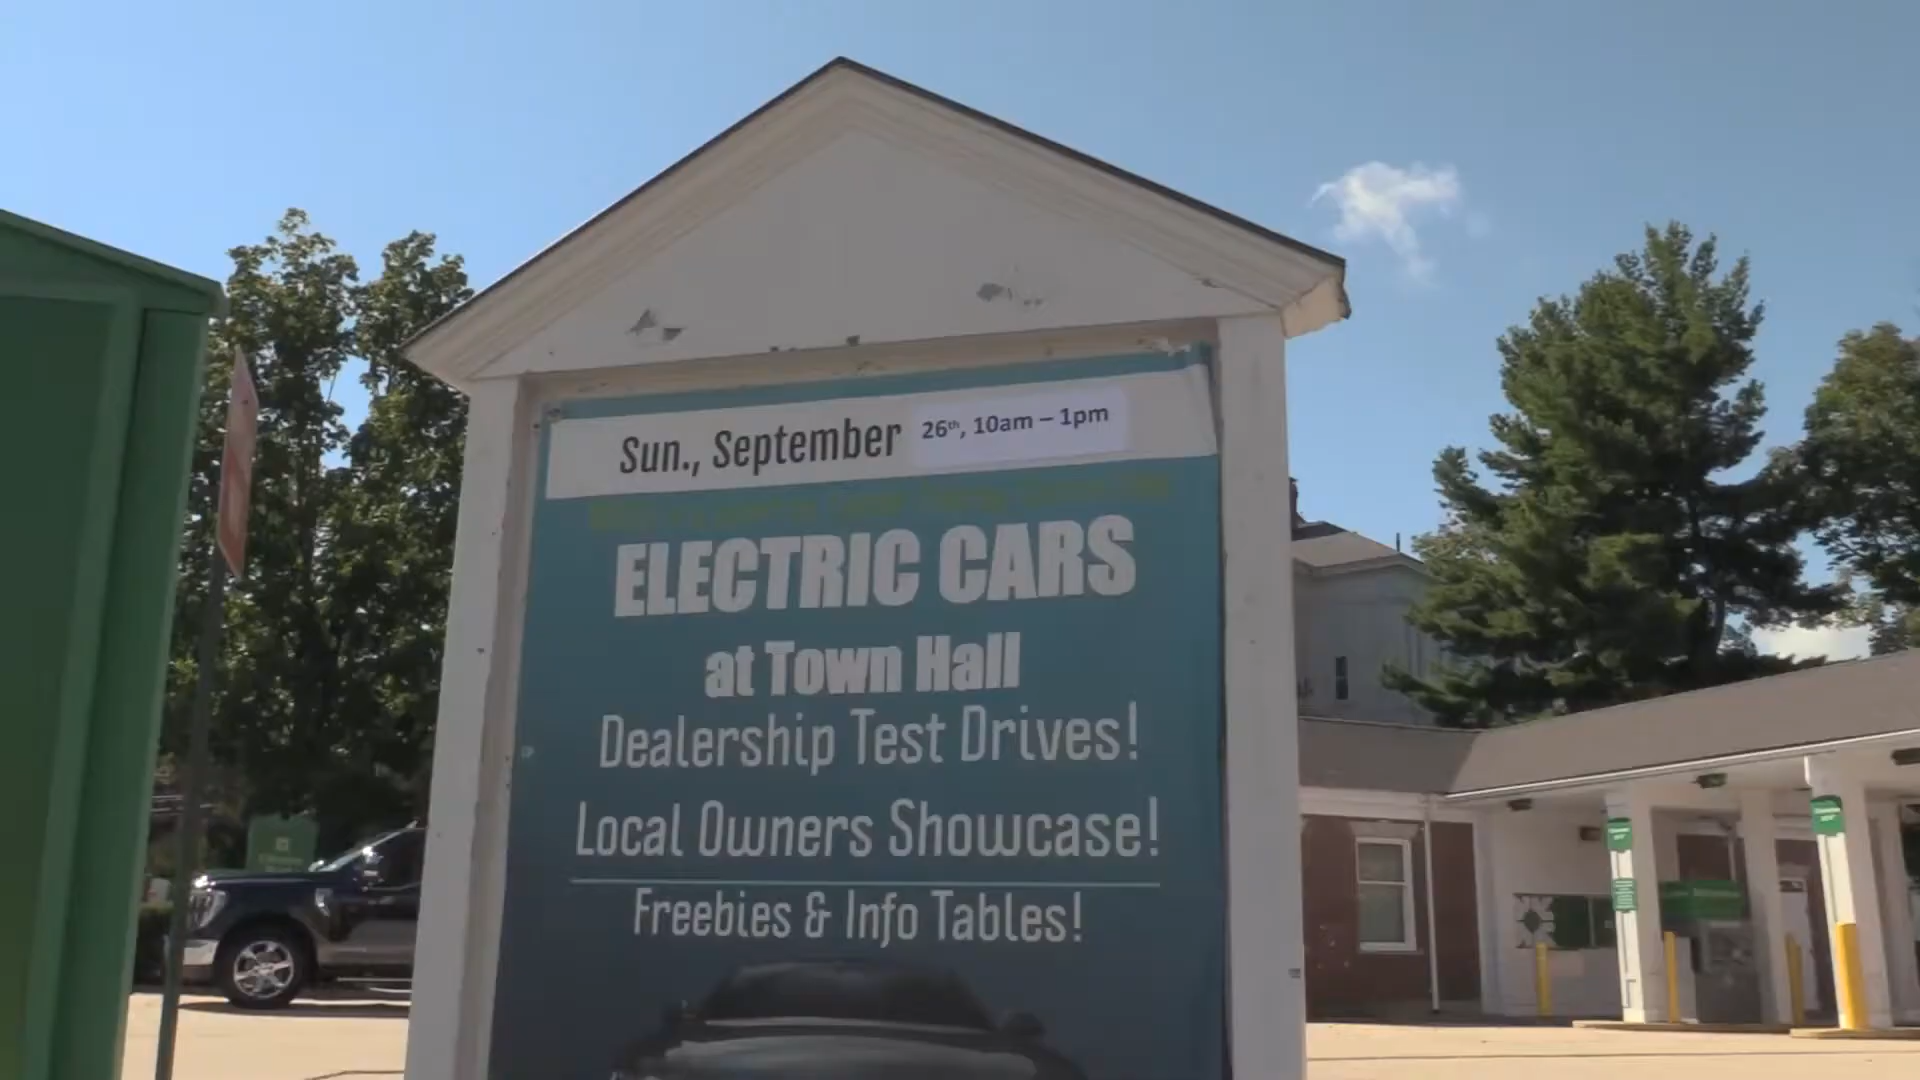 Sun., September 26th, 10am – 1pm
ELECTRIC CARS
at Town Hall
Dealership Test Drives!
Local Owners Showcase!
Freebies & Info Tables!